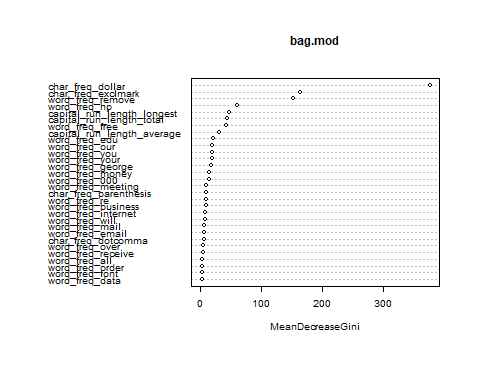 bag.mod
char_freq_dollar
char_freq_exclmark
word_freq_remove
word_freq_hp
capital_run_length_longest
capital_run_length_total
word_freq_free
capital_run_length_average
word_freq_edu
word_freq_our
word_freq_you
word_freq_your
word_freq_george
word_freq_money
word_freq_000
word_freq_meeting
char_freq_parenthesis
word_freq_re
word_freq_business
word_freq_internet
word_freq_will
word_freq_mail
word_freq_email
char_freq_dotcomma
word_freq_over
word_freq_receive
word_freq_all
word_freq_order
word_freq_font
word_freq_data
0 100 200 300
MeanDecreaseGini